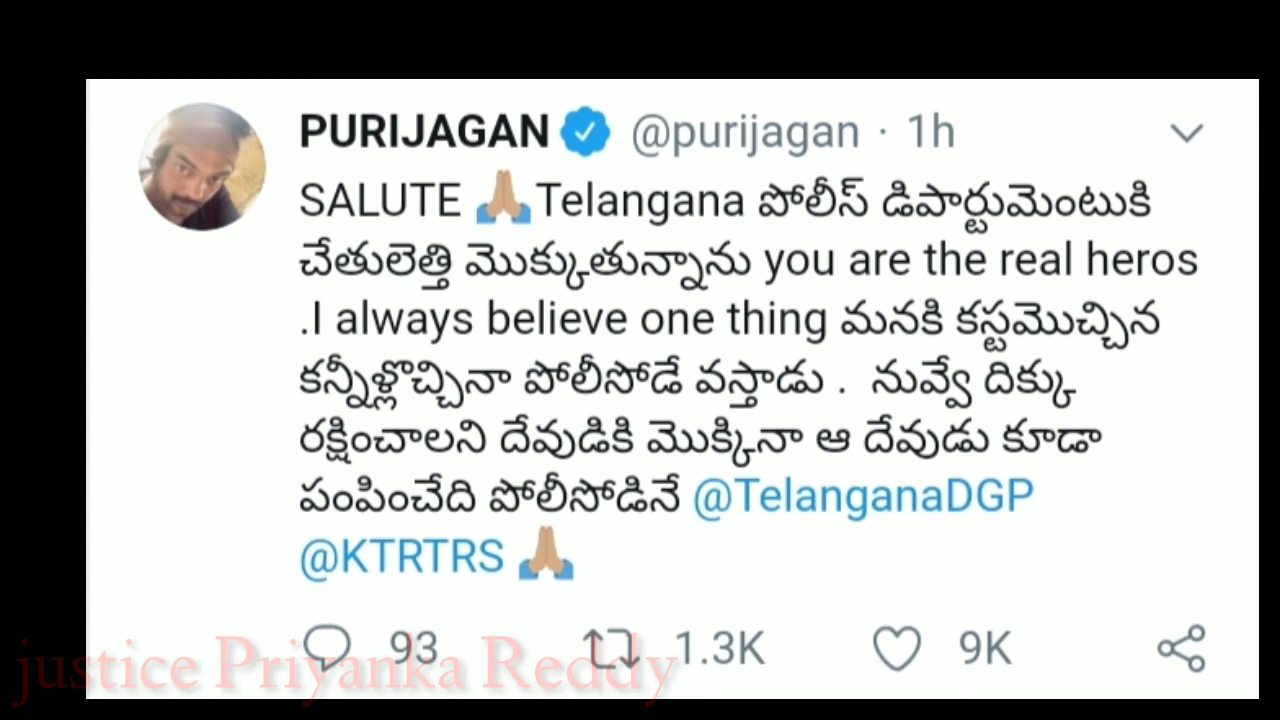 PURIJAGAN @purijagan · 1h
SALUTE 🙏🏽Telangana పోలీస్ డిపార్టుమెంటుకి
చేతులెత్తి మొక్కుతున్నాను you are the real heros
.I always believe one thing మనకి కస్టమొచ్చిన
కన్నీళ్లొచ్చినా పోలీసోడే వస్తాడు . నువ్వే దిక్కు
రక్షించాలని దేవుడికి మొక్కినా ఆ దేవుడు కూడా
పంపించేది పోలీసోడినే @TelanganaDGP
@KTRTRS 🙏🏽
93 1.3K 9K
justice Priyanka Reddy